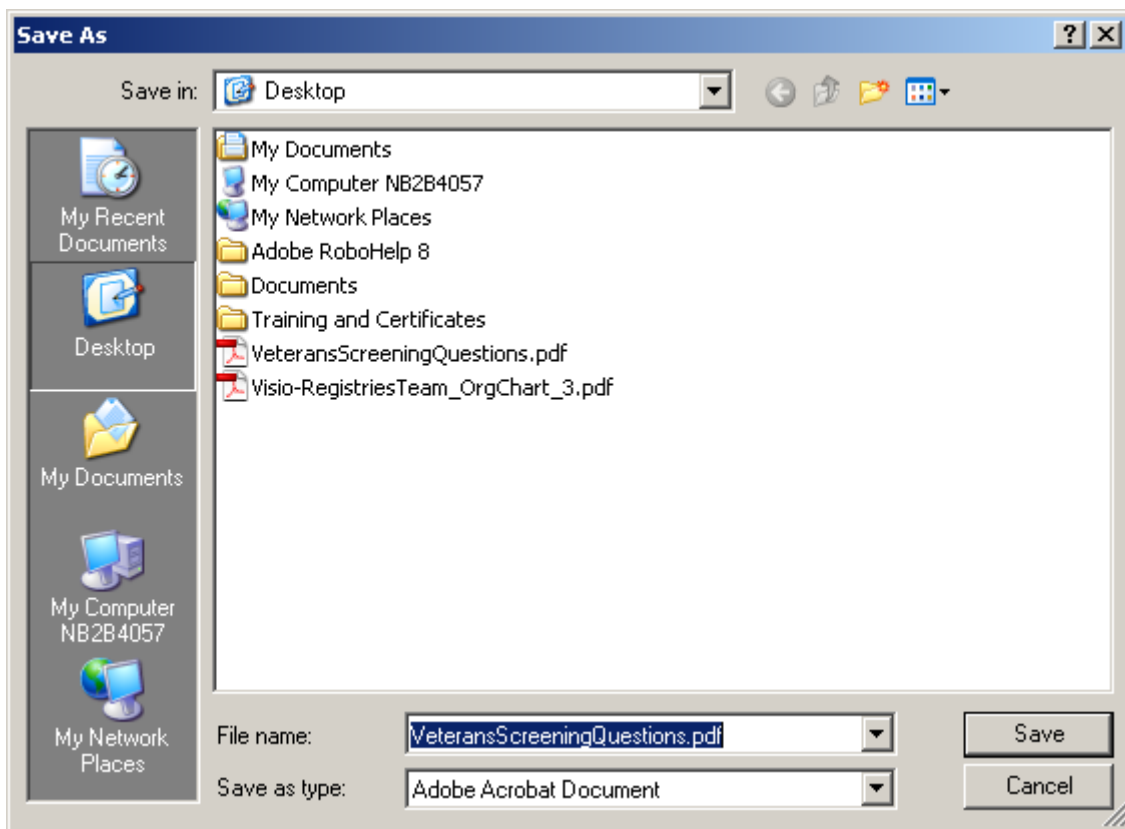 Save As
Save in:
Desktop
My Recent
Documents
Desktop
My Documents
My Computer
NB2B4057
My Network
Places
My Documents
My Computer NB2B4057
My Network Places
Adobe RoboHelp 8
Documents
Training and Certificates
VeteransScreeningQuestions.pdf
Visio-RegistriesTeam_OrgChart_3.pdf
File name:
VeteransScreeningQuestions.pdf
Save
Save as type:
Adobe Acrobat Document
Cancel